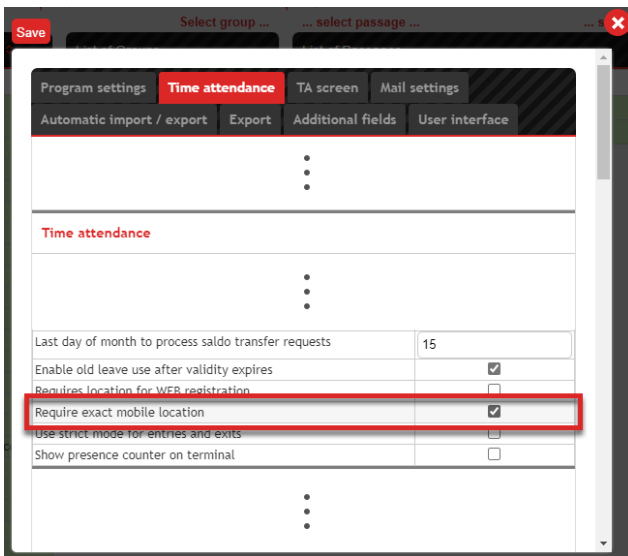 Select group ... ... select passage ...
Save
Program settings Time attendance TA screen Mail settings
Automatic import / export Export Additional fields User interface
Time attendance
Last day of month to process saldo transfer requests 15
Enable old leave use after validity expires
Requires location for WEB registration
Require exact mobile location
Use strict mode for entries and exits
Show presence counter on terminal